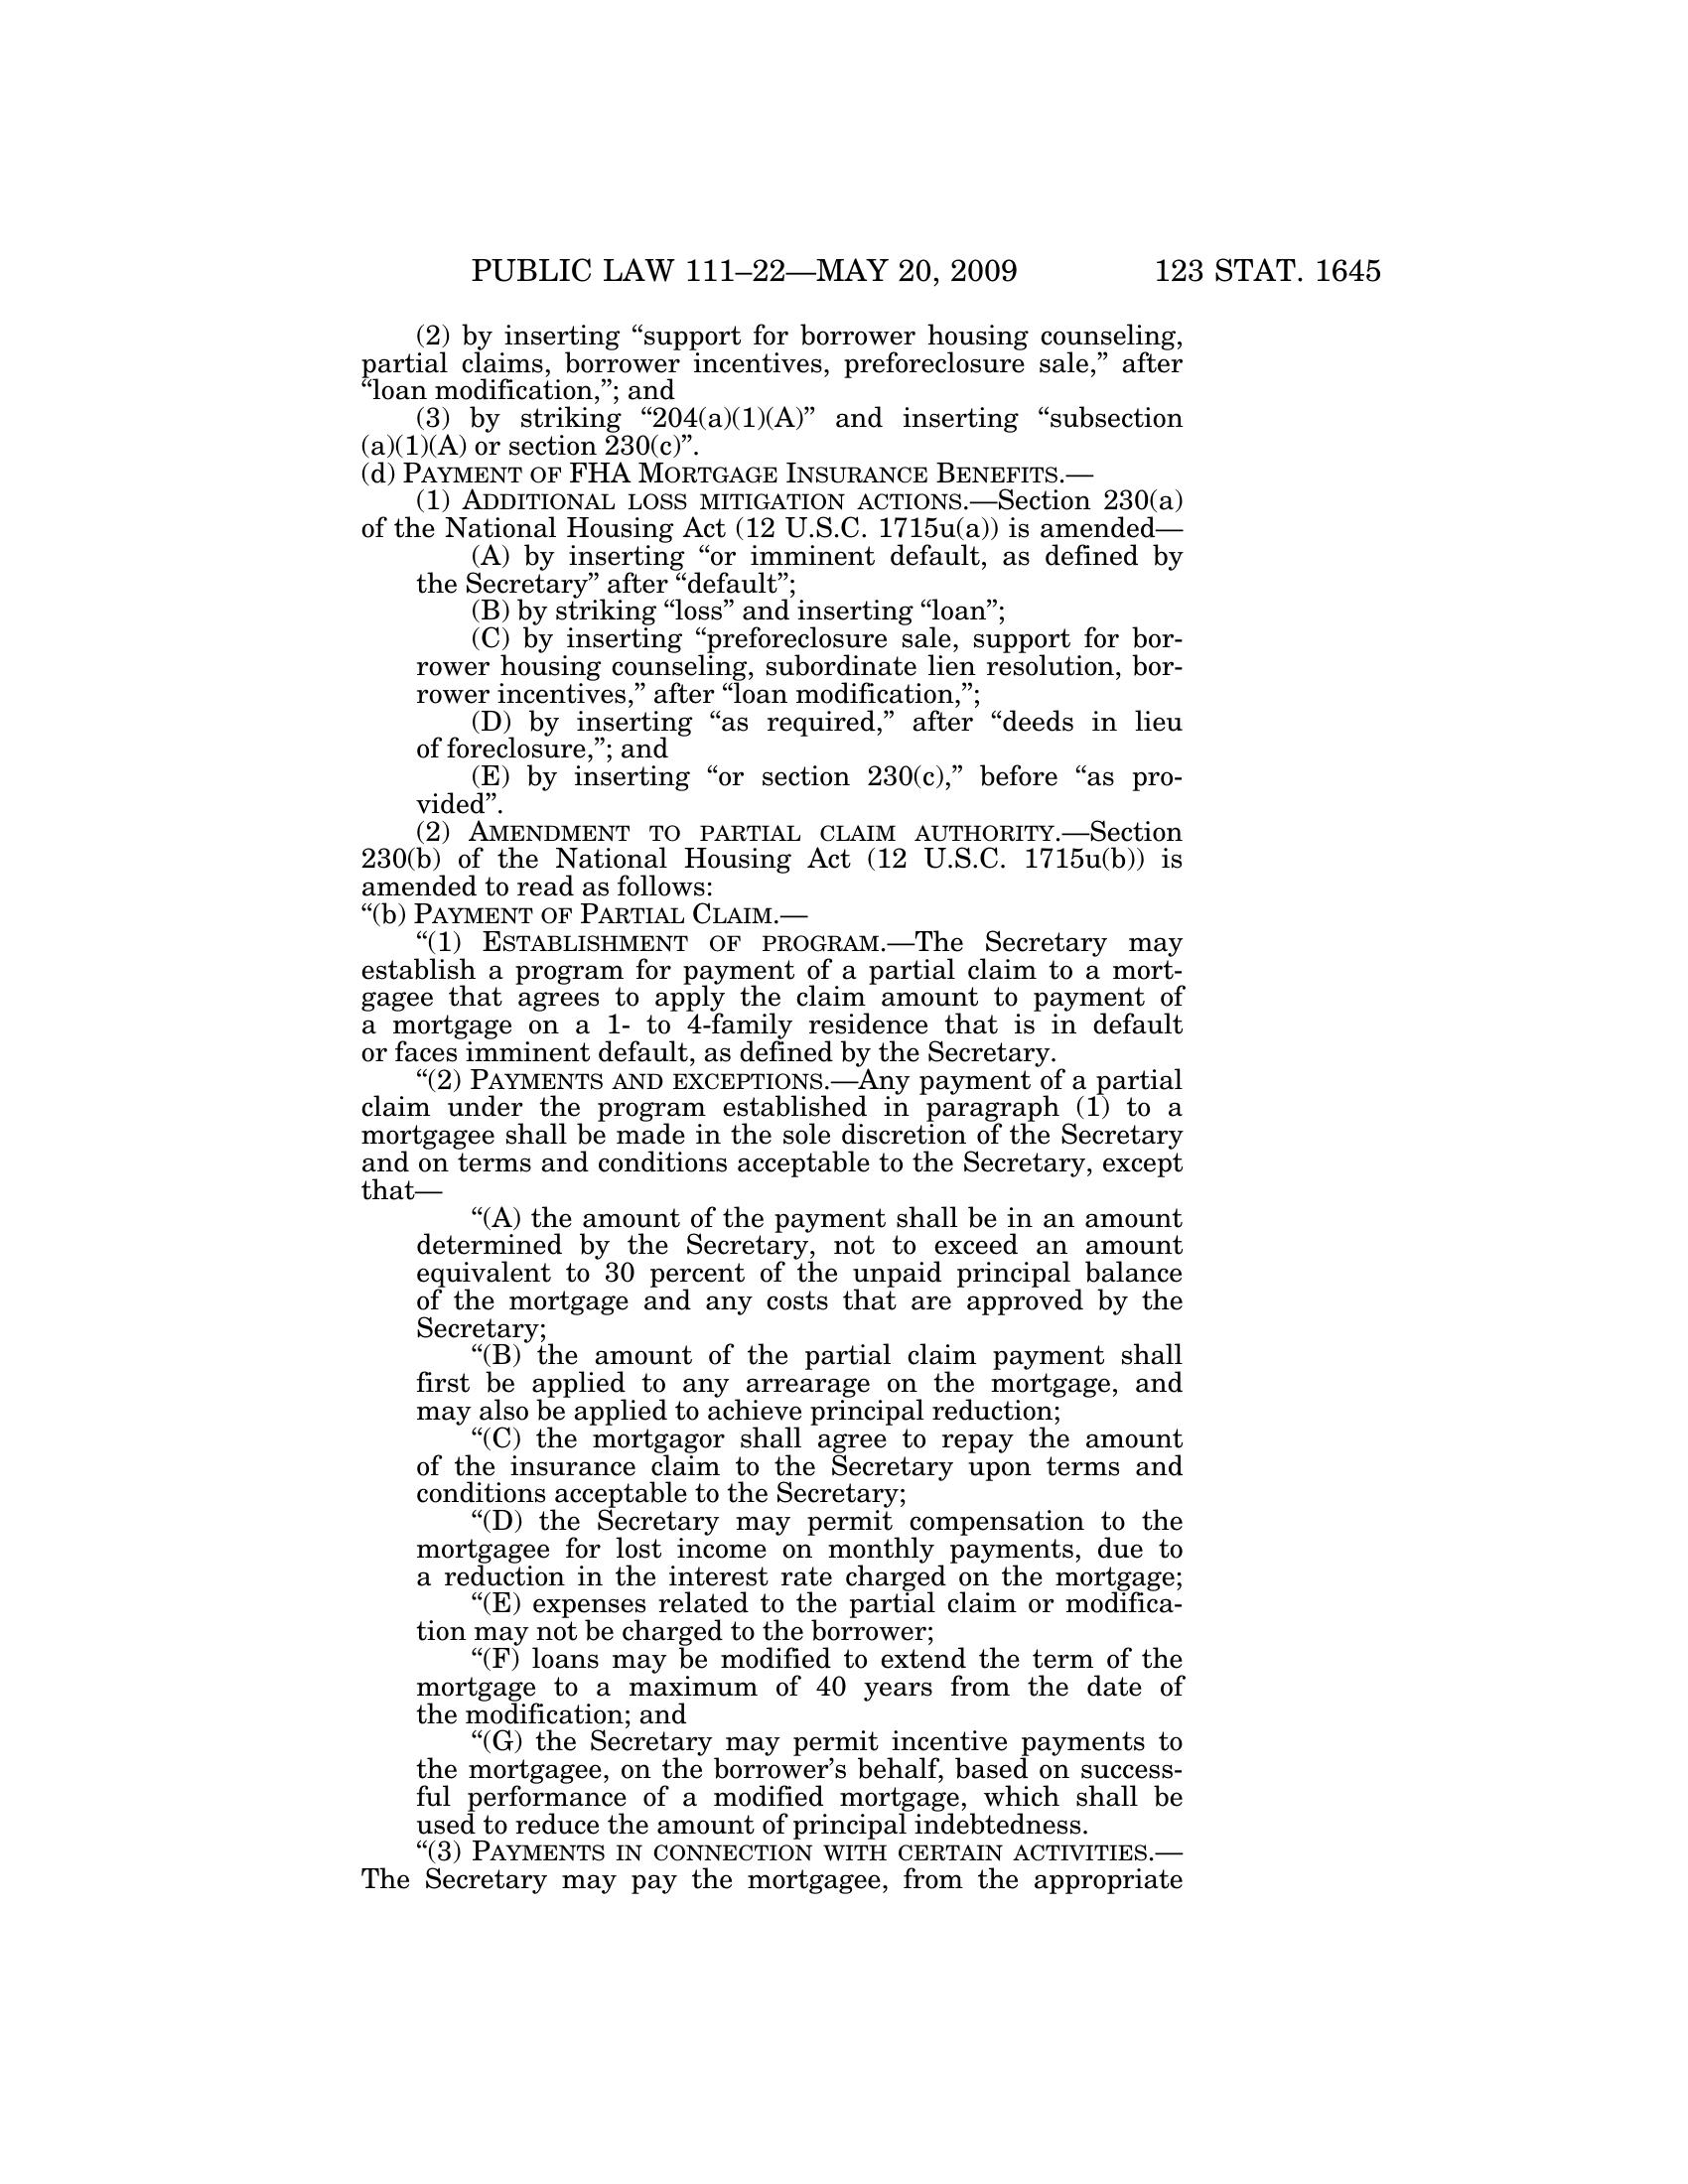 PUBLIC LAW 111–22—MAY 20, 2009 123 STAT. 1645
(2) by inserting “support for borrower housing counseling,
partial claims, borrower incentives, preforeclosure sale,” after
“loan modification,”; and
(3) by striking “204(a)(1)(A)” and inserting “subsection
(a)(1)(A) or section 230(c)”.
(d) PAYMENT OF FHA MORTGAGE INSURANCE BENEFITS.—
(1) ADDITIONAL LOSS MITIGATION ACTIONS.—Section 230(a)
of the National Housing Act (12 U.S.C. 1715u(a)) is amended—
(A) by inserting “or imminent default, as defined by
the Secretary” after “default”;
(B) by striking “loss” and inserting “loan”;
(C) by inserting “preforeclosure sale, support for bor-
rower housing counseling, subordinate lien resolution, bor-
rower incentives,” after “loan modification,”;
(D) by inserting “as required,” after “deeds in lieu
of foreclosure,”; and
(E) by inserting “or section 230(c),” before “as pro-
vided”.
(2) AMENDMENT TO PARTIAL CLAIM AUTHORITY.—Section
230(b) of the National Housing Act (12 U.S.C. 1715u(b)) is
amended to read as follows:
“(b) PAYMENT OF PARTIAL CLAIM.—
“(1) ESTABLISHMENT OF PROGRAM.—The Secretary may
establish a program for payment of a partial claim to a mort-
gagee that agrees to apply the claim amount to payment of
a mortgage on a 1- to 4-family residence that is in default
or faces imminent default, as defined by the Secretary.
“(2) PAYMENTS AND EXCEPTIONS.—Any payment of a partial
claim under the program established in paragraph (1) to a
mortgagee shall be made in the sole discretion of the Secretary
and on terms and conditions acceptable to the Secretary, except
that—
“(A) the amount of the payment shall be in an amount
determined by the Secretary, not to exceed an amount
equivalent to 30 percent of the unpaid principal balance
of the mortgage and any costs that are approved by the
Secretary;
“(B) the amount of the partial claim payment shall
first be applied to any arrearage on the mortgage, and
may also be applied to achieve principal reduction;
“(C) the mortgagor shall agree to repay the amount
of the insurance claim to the Secretary upon terms and
conditions acceptable to the Secretary;
“(D) the Secretary may permit compensation to the
mortgagee for lost income on monthly payments, due to
a reduction in the interest rate charged on the mortgage;
“(E) expenses related to the partial claim or modifica-
tion may not be charged to the borrower;
“(F) loans may be modified to extend the term of the
mortgage to a maximum of 40 years from the date of
the modification; and
“(G) the Secretary may permit incentive payments to
the mortgagee, on the borrower’s behalf, based on success-
ful performance of a modified mortgage, which shall be
used to reduce the amount of principal indebtedness.
“(3) PAYMENTS IN CONNECTION WITH CERTAIN ACTIVITIES.—
The Secretary may pay the mortgagee, from the appropriate